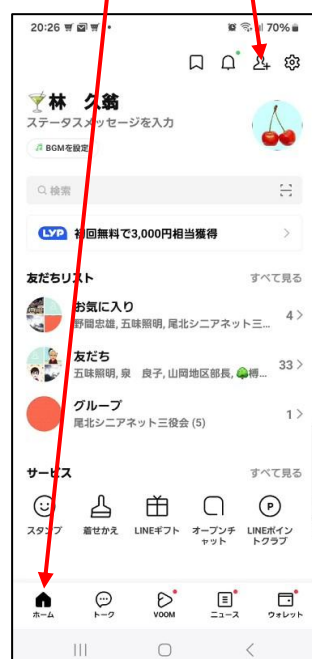 20:26 70%
林 久翁
ステータスメッセージを入力
BGMを設定
検索
LYP 初回無料で3,000円相当獲得
友だちリスト すべて見る
お気に入り
野間忠雄, 五味照明, 尾北シニアネット三... 4
友だち
五味照明, 泉 良子, 山岡地区部長, 🌳樽... 33
グループ
尾北シニアネット三役会 (5) 1
サービス すべて見る
スタンプ 着せかえ LINEギフト オープンチャット LINEポイントクラブ
ホーム トーク VOOM ニュース ウォレット